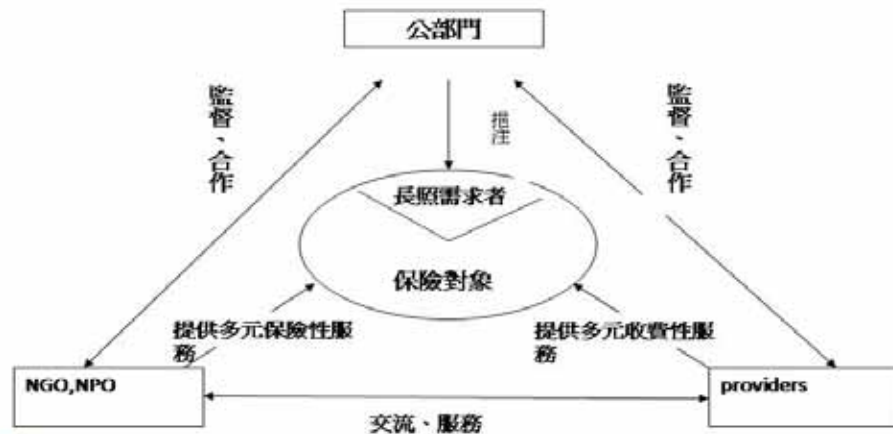 公部門
監督、合作
挹注
監督、合作
長照需求者
保險對象
提供多元保險性服
務
提供多元收費性服
務
NGO,NPO
providers
交流、服務